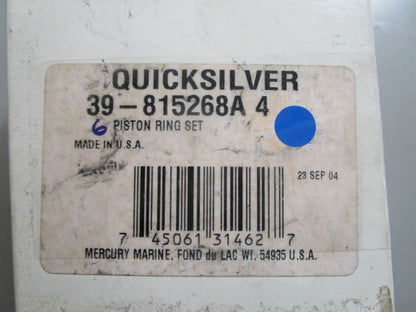 QUICKSILVER
39-815268A 4
6 PISTON RING SET
MADE IN U.S.A.
23 SEP 04
7 45061 31462 7
MERCURY MARINE, FOND du LAC WI. 54935 U.S.A.